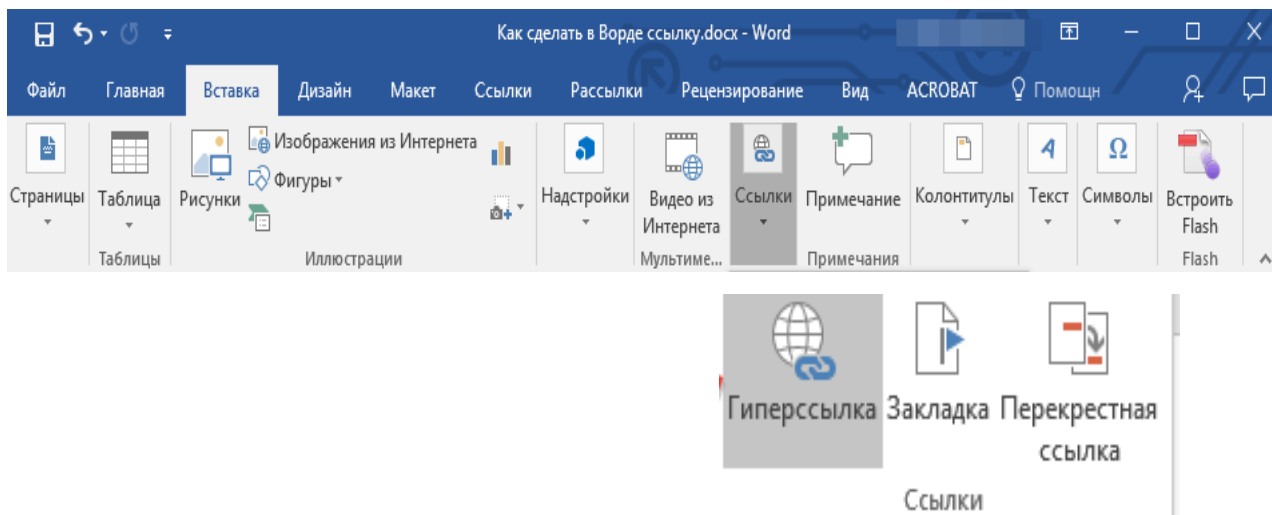 Как сделать в Ворде ссылку.docx - Word
Файл Главная Вставка Дизайн Макет Ссылки Рассылки Рецензирование Вид ACROBAT Помощн
Изображения из Интернета
Фигуры
Страницы Таблица Рисунки Надстройки Видео из Ссылки Примечание Колонтитулы Текст Символы Встроить
Интернета Flash
Таблицы Иллюстрации Мультиме... Примечания Flash
Гиперссылка Закладка Перекрестная
ссылка
Ссылки